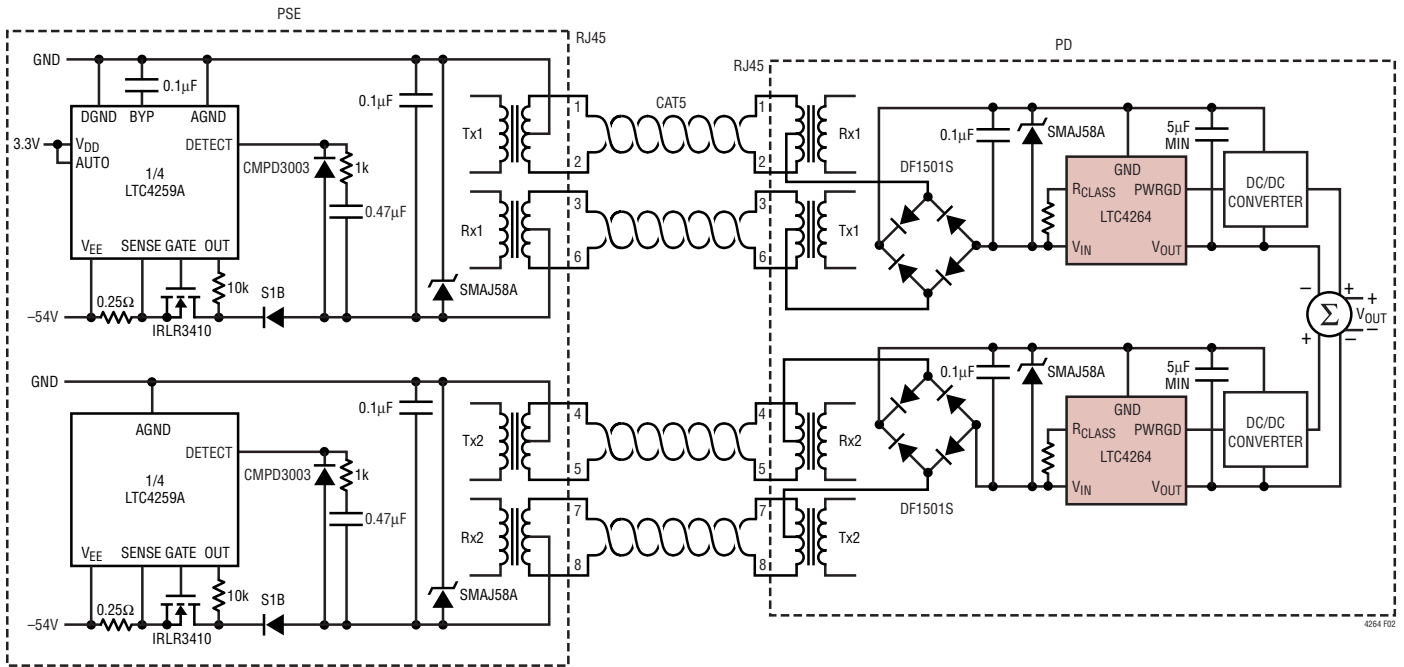 PSE
RJ45
GND
0.1µF
DGND BYP AGND
3.3V
VDD
AUTO
DETECT
1/4
LTC4259A
VEE SENSE GATE OUT
CMPD3003
1k
0.47µF
0.1µF
10k
0.25Ω
–54V
IRLR3410
S1B
SMAJ58A
Tx1
Rx1
1
2
3
6
CAT5
RJ45
PD
1
2
3
6
Rx1
Tx1
DF1501S
0.1µF
SMAJ58A
GND
RCLASS PWRGD
LTC4264
VIN VOUT
5µF
MIN
DC/DC
CONVERTER
– +
Σ
+
VOUT
–
+ –
GND
AGND
DETECT
1/4
LTC4259A
VEE SENSE GATE OUT
CMPD3003
1k
0.47µF
0.1µF
10k
0.25Ω
–54V
IRLR3410
S1B
SMAJ58A
Tx2
Rx2
4
5
7
8
4
5
7
8
Rx2
Tx2
DF1501S
0.1µF
SMAJ58A
GND
RCLASS PWRGD
LTC4264
VIN VOUT
5µF
MIN
DC/DC
CONVERTER
4264 F02